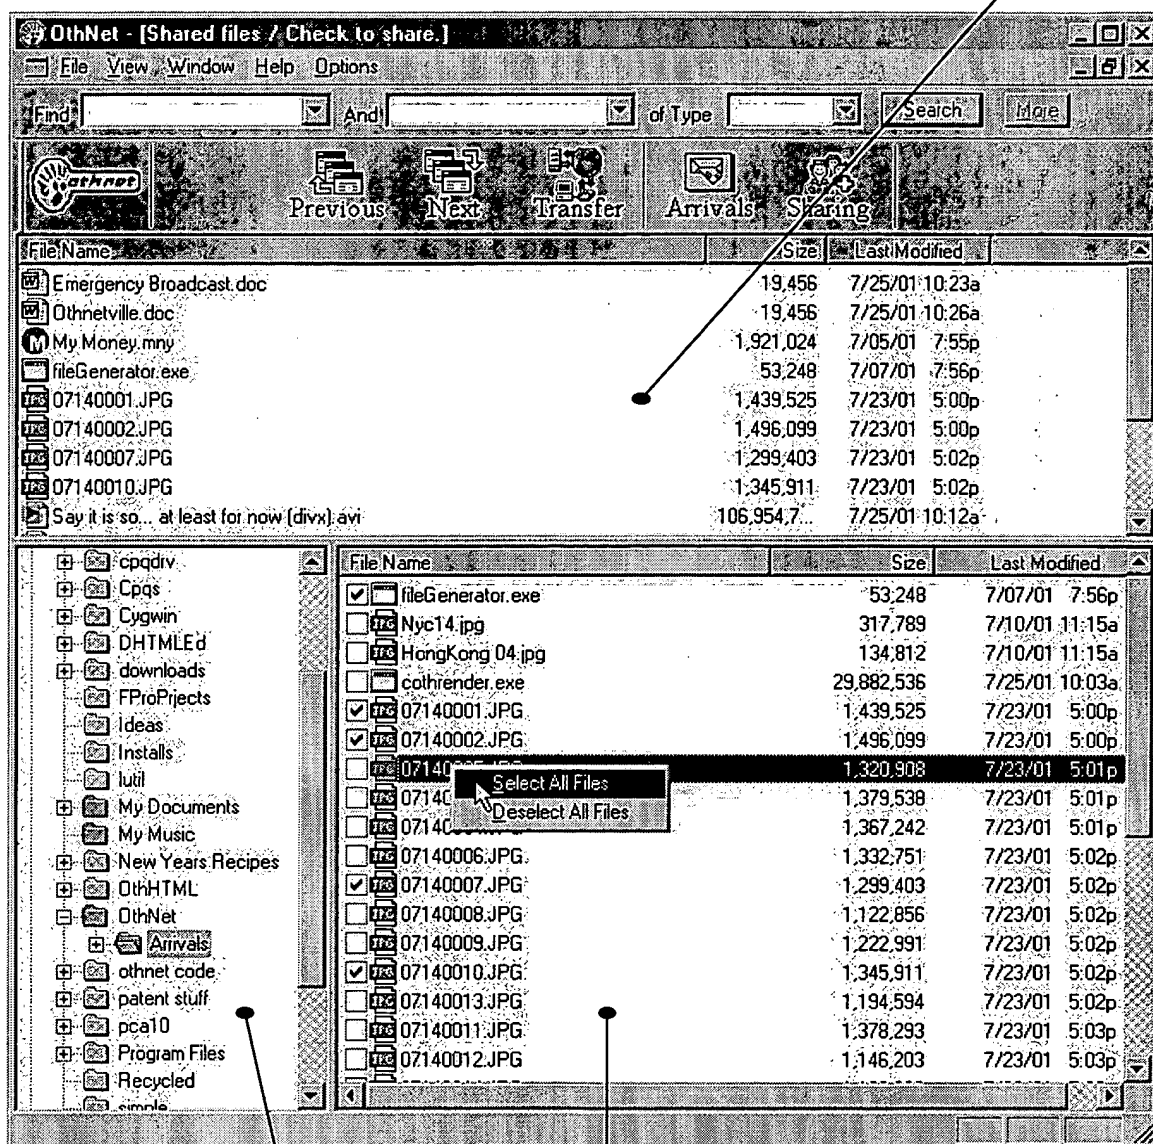 OthNet - [Shared files / Check to share.]
File View Window Help Options
Find And of Type Search More
othnet Previous Next Transfer Arrivals Sharing
File Name Size Last Modified
Emergency Broadcast.doc 19,456 7/25/01 10:23a
Othnetville.doc 19,456 7/25/01 10:26a
My Money.mny 1,921,024 7/05/01 7:55p
fileGenerator.exe 53,248 7/07/01 7:56p
07140001.JPG 1,439,525 7/23/01 5:00p
07140002.JPG 1,496,099 7/23/01 5:00p
07140007.JPG 1,299,403 7/23/01 5:02p
07140010.JPG 1,345,911 7/23/01 5:02p
Say it is so... at least for now (divx).avi 106,954,7... 7/25/01 10:12a
cpqdrv
Cpqs
Cygwin
DHTMLEd
downloads
FProPrjects
Ideas
Installs
lutil
My Documents
My Music
New Years Recipes
OthHTML
OthNet
Arrivals
othnet code
patent stuff
pca10
Program Files
Recycled
simple
File Name Size Last Modified
fileGenerator.exe 53,248 7/07/01 7:56p
Nyc14.jpg 317,789 7/10/01 11:15a
HongKong 04.jpg 134,812 7/10/01 11:15a
cothrender.exe 29,882,536 7/25/01 10:03a
07140001.JPG 1,439,525 7/23/01 5:00p
07140002.JPG 1,496,099 7/23/01 5:00p
1,320,908 7/23/01 5:01p
Select All Files
0714 1,379,538 7/23/01 5:01p
Deselect All Files
0714 1,367,242 7/23/01 5:01p
07140006.JPG 1,332,751 7/23/01 5:02p
07140007.JPG 1,299,403 7/23/01 5:02p
07140008.JPG 1,122,856 7/23/01 5:02p
07140009.JPG 1,222,991 7/23/01 5:02p
07140010.JPG 1,345,911 7/23/01 5:02p
07140013.JPG 1,194,594 7/23/01 5:02p
07140011.JPG 1,378,293 7/23/01 5:03p
07140012.JPG 1,146,203 7/23/01 5:03p